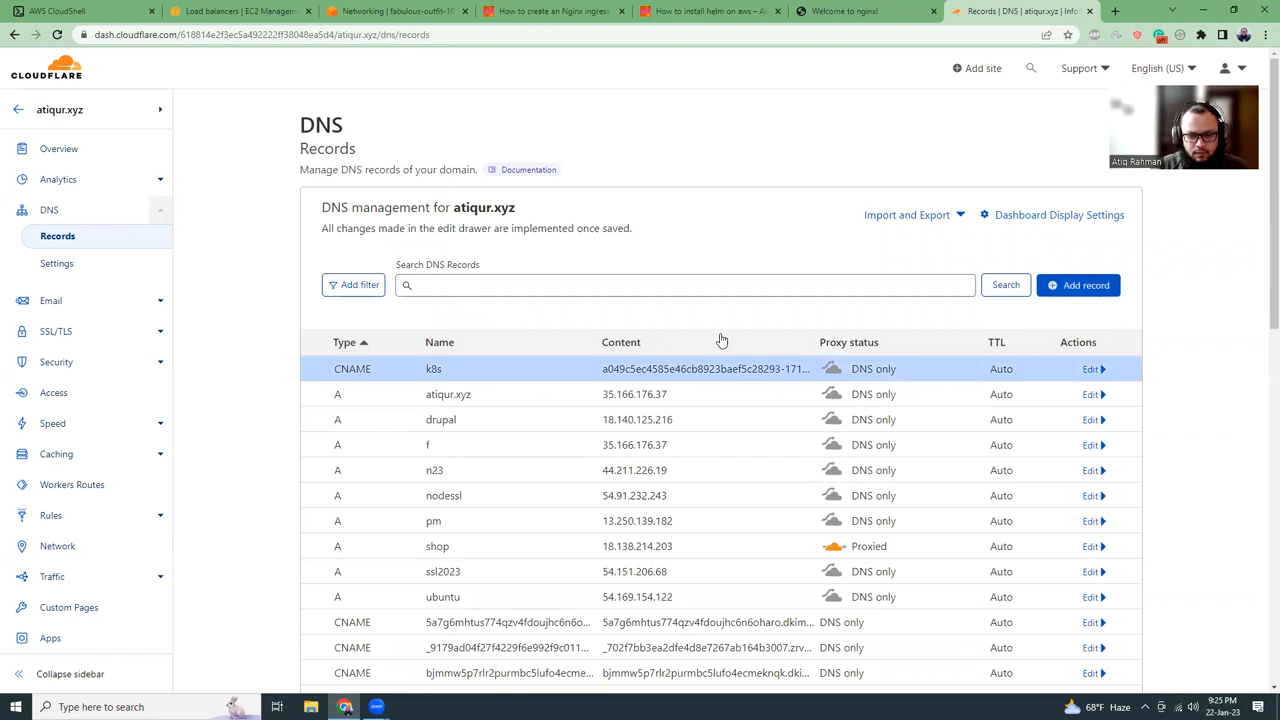 aws - CloudShell
Load balancers | EC2 Managem
Networking | fabulous-outfit-16
How to create an Nginx ingress
How to install helm on aws
Welcome to nginx!
Records | DNS | atiqur.xyz | Info
dash.cloudflare.com/618814e2f3ec5a492222ff38048ea5d4/atiqur.xyz/dns/records
off
CLOUDFLARE
Add site
Support
English (US)
atiqur.xyz
Overview
Analytics
DNS
Records
Settings
Email
SSL/TLS
Security
Access
Speed
Caching
Workers Routes
Rules
Network
Traffic
Custom Pages
Apps
Collapse sidebar
DNS
Records
Manage DNS records of your domain. Documentation
Atiq Rahman
DNS management for atiqur.xyz
Import and Export
Dashboard Display Settings
All changes made in the edit drawer are implemented once saved.
Search DNS Records
Add filter
Search
Add record
Type Name Content Proxy status TTL Actions
CNAME k8s a049c5ec4585e46cb8923baef5c28293-171... DNS only Auto Edit
A atiqur.xyz 35.166.176.37 DNS only Auto Edit
A drupal 18.140.125.216 DNS only Auto Edit
A f 35.166.176.37 DNS only Auto Edit
A n23 44.211.226.19 DNS only Auto Edit
A nodessl 54.91.232.243 DNS only Auto Edit
A pm 13.250.139.182 DNS only Auto Edit
A shop 18.138.214.203 Proxied Auto Edit
A ssl2023 54.151.206.68 DNS only Auto Edit
A ubuntu 54.169.154.122 DNS only Auto Edit
CNAME 5a7g6mhtus774qzv4fdoujhc6n6o... 5a7g6mhtus774qzv4fdoujhc6n6oharo.dkim... DNS only Auto Edit
CNAME _9179ad04f27f4229f6e992f9c011... _702f7bb3ea2dfe4d8e7267ab164b3007.zrv... DNS only Auto Edit
CNAME bjmmw5p7rlr2purmbc5lufo4ecme... bjmmw5p7rlr2purmbc5lufo4ecmeknqk.dki... DNS only Auto Edit
Type here to search
68°F Haze
9:25 PM
22-Jan-23